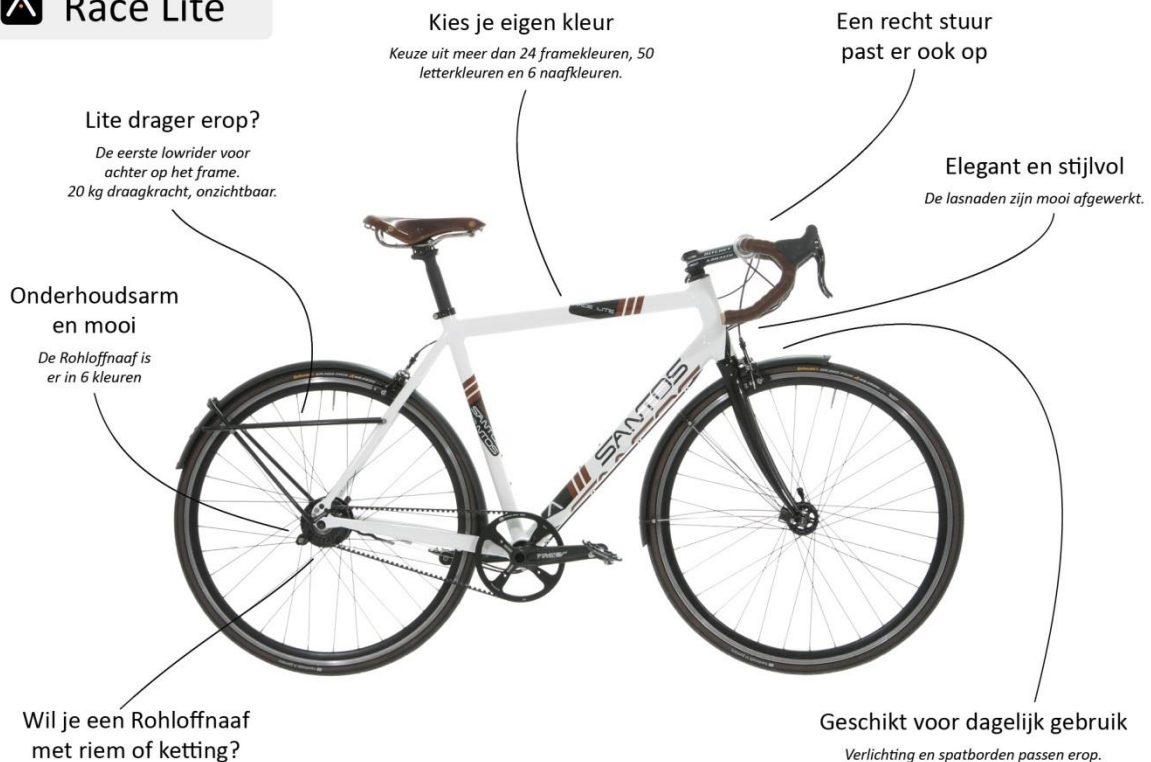 Race Lite
Kies je eigen kleur
Keuze uit meer dan 24 framekleuren, 50
letterkleuren en 6 naafkleuren.
Een recht stuur
past er ook op
Lite drager erop?
De eerste lowrider voor
achter op het frame.
20 kg draagkracht, onzichtbaar.
Elegant en stijlvol
De lasnaden zijn mooi afgewerkt.
Onderhoudsarm
en mooi
De Rohloffnaaf is
er in 6 kleuren
RACE LITE
SANTOS
SANTOS
SANTOS
Wil je een Rohloffnaaf
met riem of ketting?
Geschikt voor dagelijk gebruik
Verlichting en spatborden passen erop.